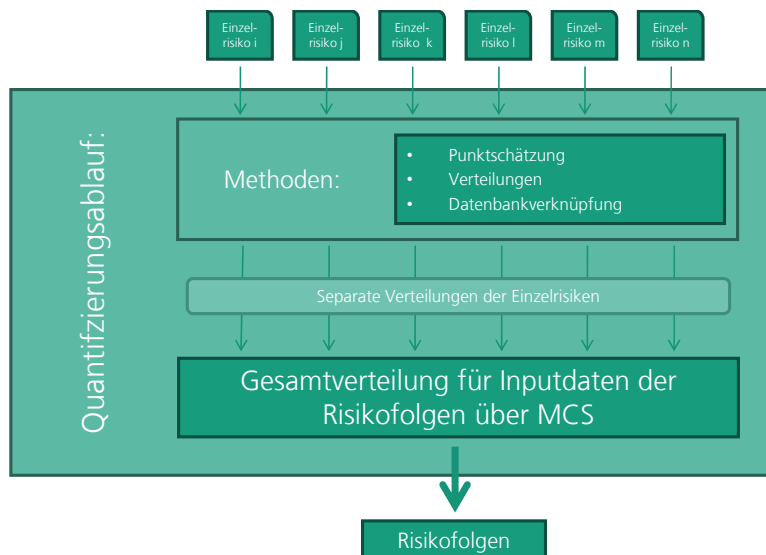 Einzel-
risiko i
Einzel-
risiko j
Einzel-
risiko k
Einzel-
risiko l
Einzel-
risiko m
Einzel-
risiko n
Quantifzierungsablauf:
Methoden:
• Punktschätzung
• Verteilungen
• Datenbankverknüpfung
Separate Verteilungen der Einzelrisiken
Gesamtverteilung für Inputdaten der
Risikofolgen über MCS
Risikofolgen